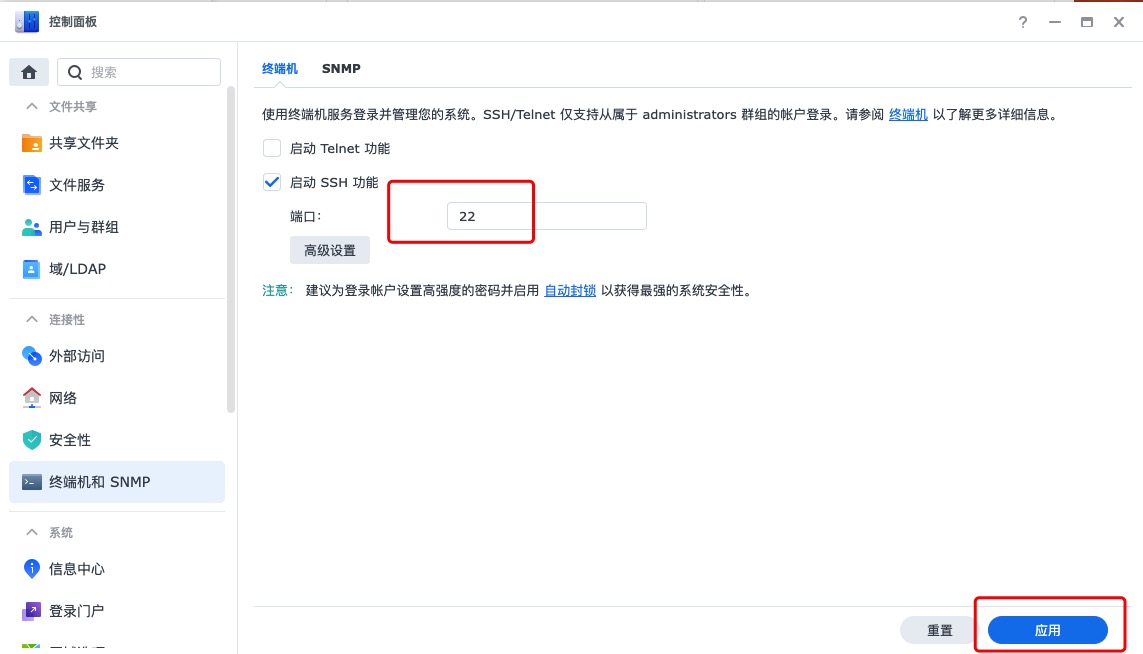 控制面板
?
搜索
文件共享
共享文件夹
文件服务
用户与群组
域/LDAP
连接性
外部访问
网络
安全性
终端机和 SNMP
系统
信息中心
登录门户
终端机 SNMP
使用终端机服务登录并管理您的系统。SSH/Telnet 仅支持从属于 administrators 群组的帐户登录。请参阅 终端机 以了解更多详细信息。
启动 Telnet 功能
启动 SSH 功能
端口: 22
高级设置
注意: 建议为登录帐户设置高强度的密码并启用 自动封锁 以获得最强的系统安全性。
重置 应用